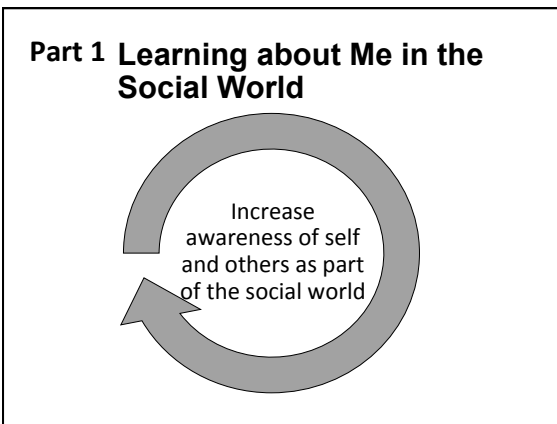 Part 1 Learning about Me in the
Social World
Increase
awareness of self
and others as part
of the social world